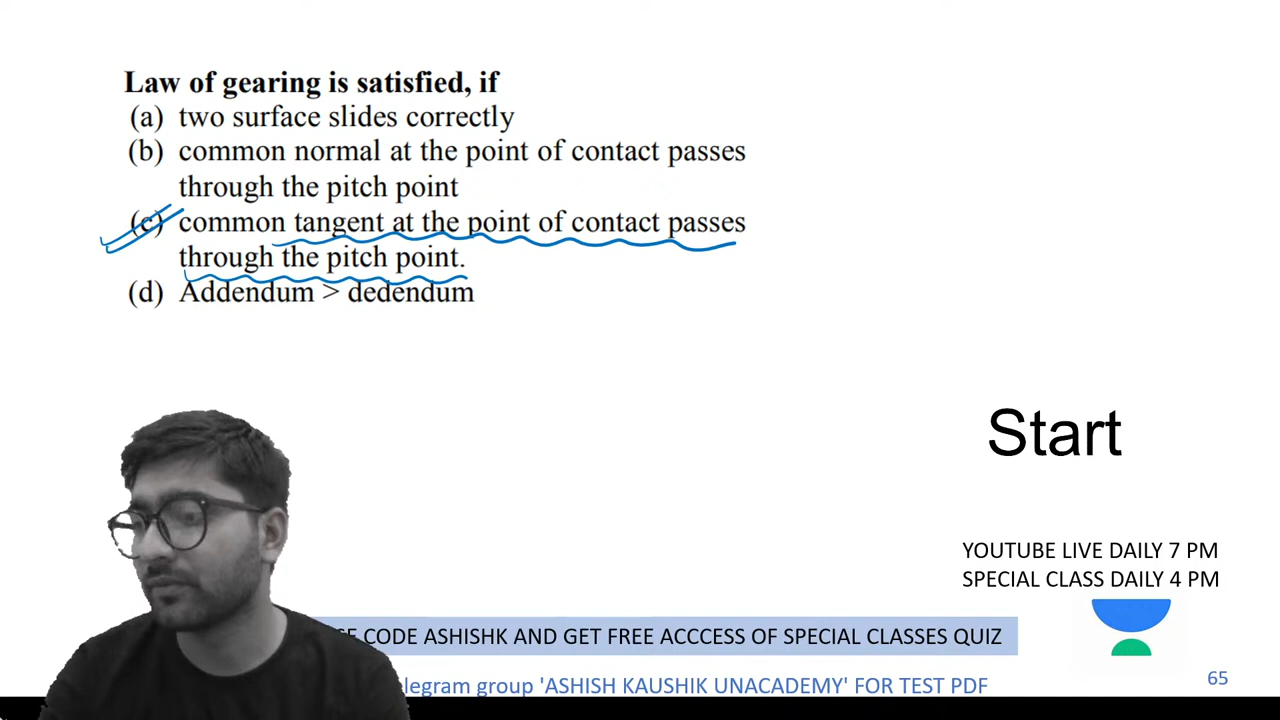 Law of gearing is satisfied, if
(a) two surface slides correctly
(b) common normal at the point of contact passes
through the pitch point
(c) common tangent at the point of contact passes
through the pitch point.
(d) Addendum > dedendum
Start
YOUTUBE LIVE DAILY 7 PM
SPECIAL CLASS DAILY 4 PM
CODE ASHISHK AND GET FREE ACCCESS OF SPECIAL CLASSES QUIZ
group 'ASHISH KAUSHIK UNACADEMY' FOR TEST PDF
65